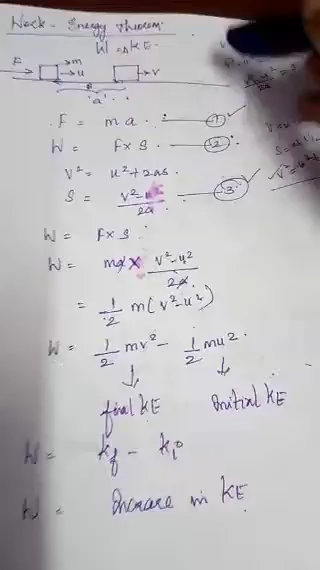 Work - Energy Theorem.
W = ΔKE.
F → m → u → v
'a'
F = ma. ①
W = F×S ②
V² = u² + 2as
S = V² - u² / 2a ③
W = F×S
W = ma × V² - u² / 2a
= 1/2 m(V² - u²)
W = 1/2 mv² - 1/2 mu².
↓ ↓
final KE Initial KE
W = Kf - Ki
W = Increase in KE